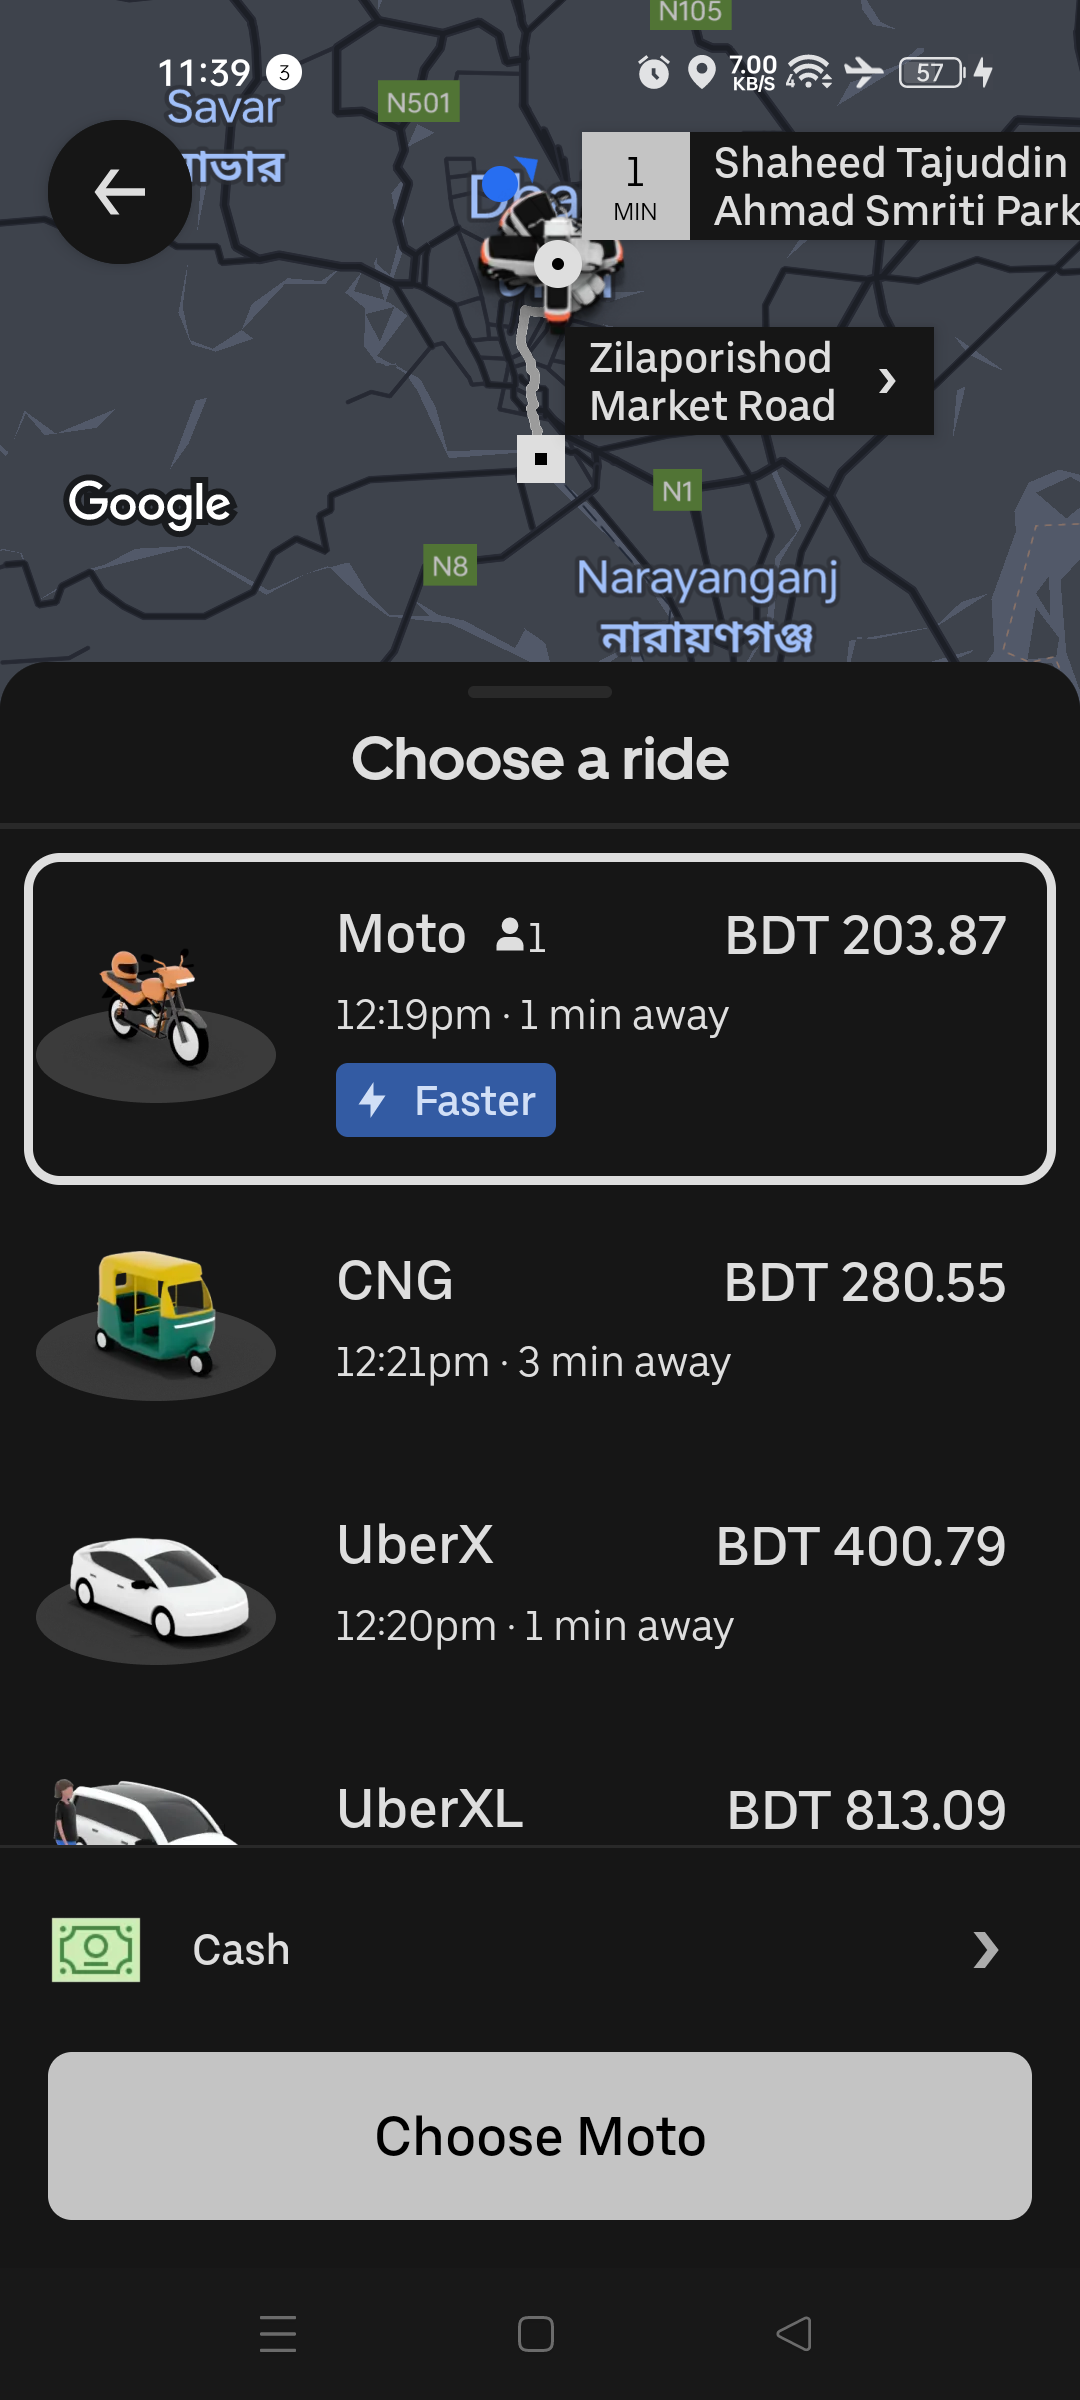 N105
11:39 3
7.00
KB/S
4
57
Savar
N501
1
MIN
Shaheed Tajuddin
Ahmad Smriti Park
Zilaporishod
Market Road
Google
N1
N8
Narayanganj
নারায়ণগঞ্জ
Choose a ride
Moto 1 BDT 203.87
12:19pm · 1 min away
Faster
CNG BDT 280.55
12:21pm · 3 min away
UberX BDT 400.79
12:20pm · 1 min away
UberXL BDT 813.09
Cash
Choose Moto